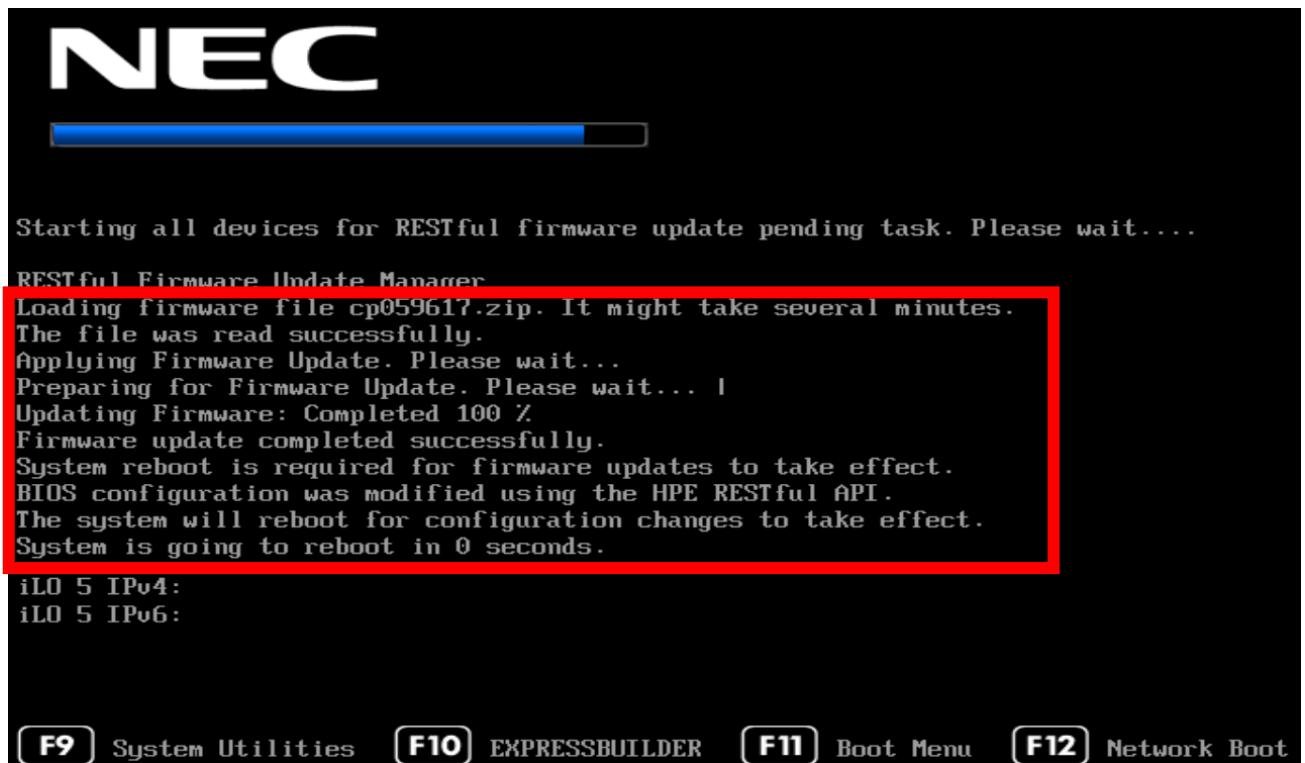 NEC
Starting all devices for RESTful firmware update pending task. Please wait....
RESTful Firmware Update Manager
Loading firmware file cp059617.zip. It might take several minutes.
The file was read successfully.
Applying Firmware Update. Please wait...
Preparing for Firmware Update. Please wait... |
Updating Firmware: Completed 100 %
Firmware update completed successfully.
System reboot is required for firmware updates to take effect.
BIOS configuration was modified using the HPE RESTful API.
The system will reboot for configuration changes to take effect.
System is going to reboot in 0 seconds.
iLO 5 IPv4:
iLO 5 IPv6:
F9 System Utilities F10 EXPRESSBUILDER F11 Boot Menu F12 Network Boot